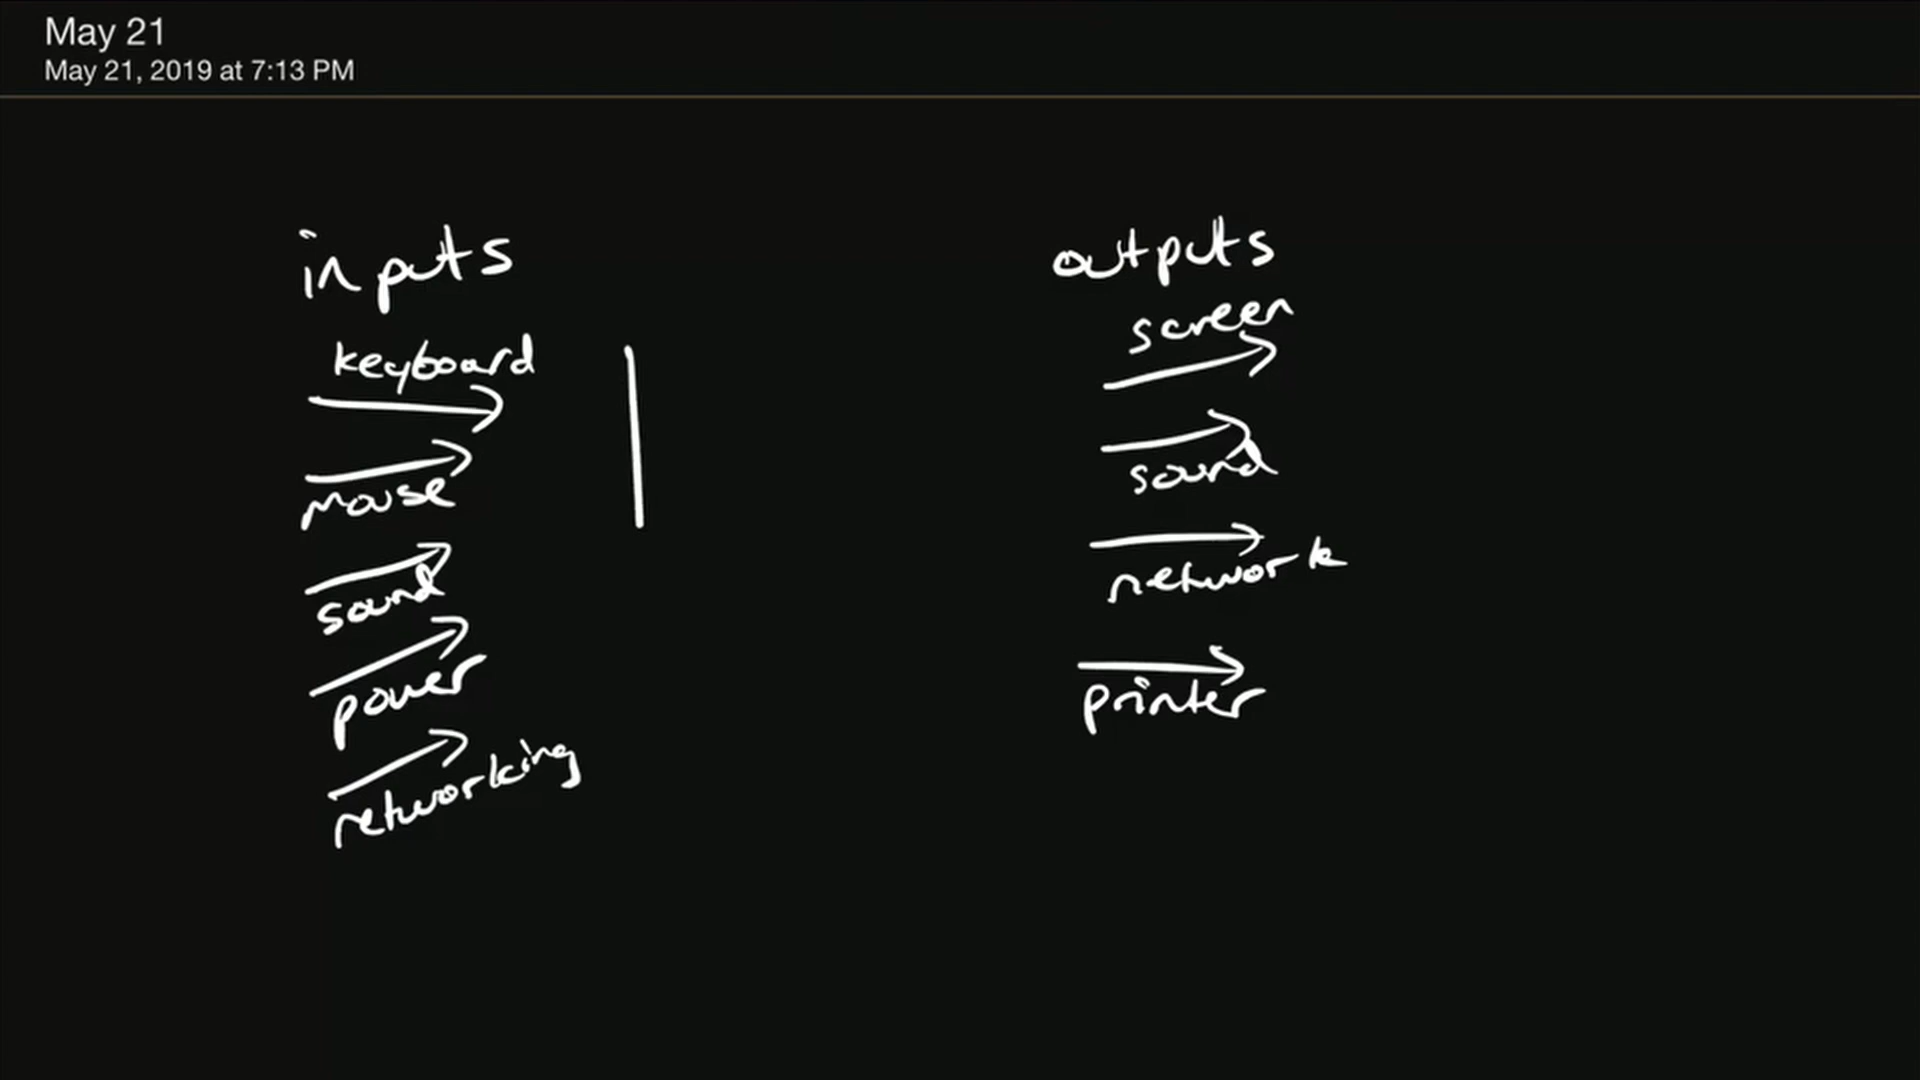 May 21
May 21, 2019 at 7:13 PM
inputs
keyboard
mouse
sound
power
networking
outputs
screen
sound
network
printer